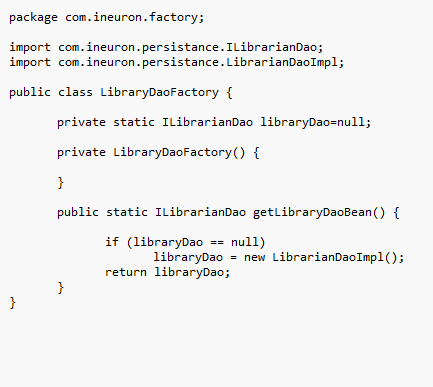 package com.ineuron.factory;
import com.ineuron.persistance.ILibrarianDao;
import com.ineuron.persistance.LibrarianDaoImpl;
public class LibraryDaoFactory {
private static ILibrarianDao libraryDao=null;
private LibraryDaoFactory() {
}
public static ILibrarianDao getLibraryDaoBean() {
if (libraryDao == null)
libraryDao = new LibrarianDaoImpl();
return libraryDao;
}
}